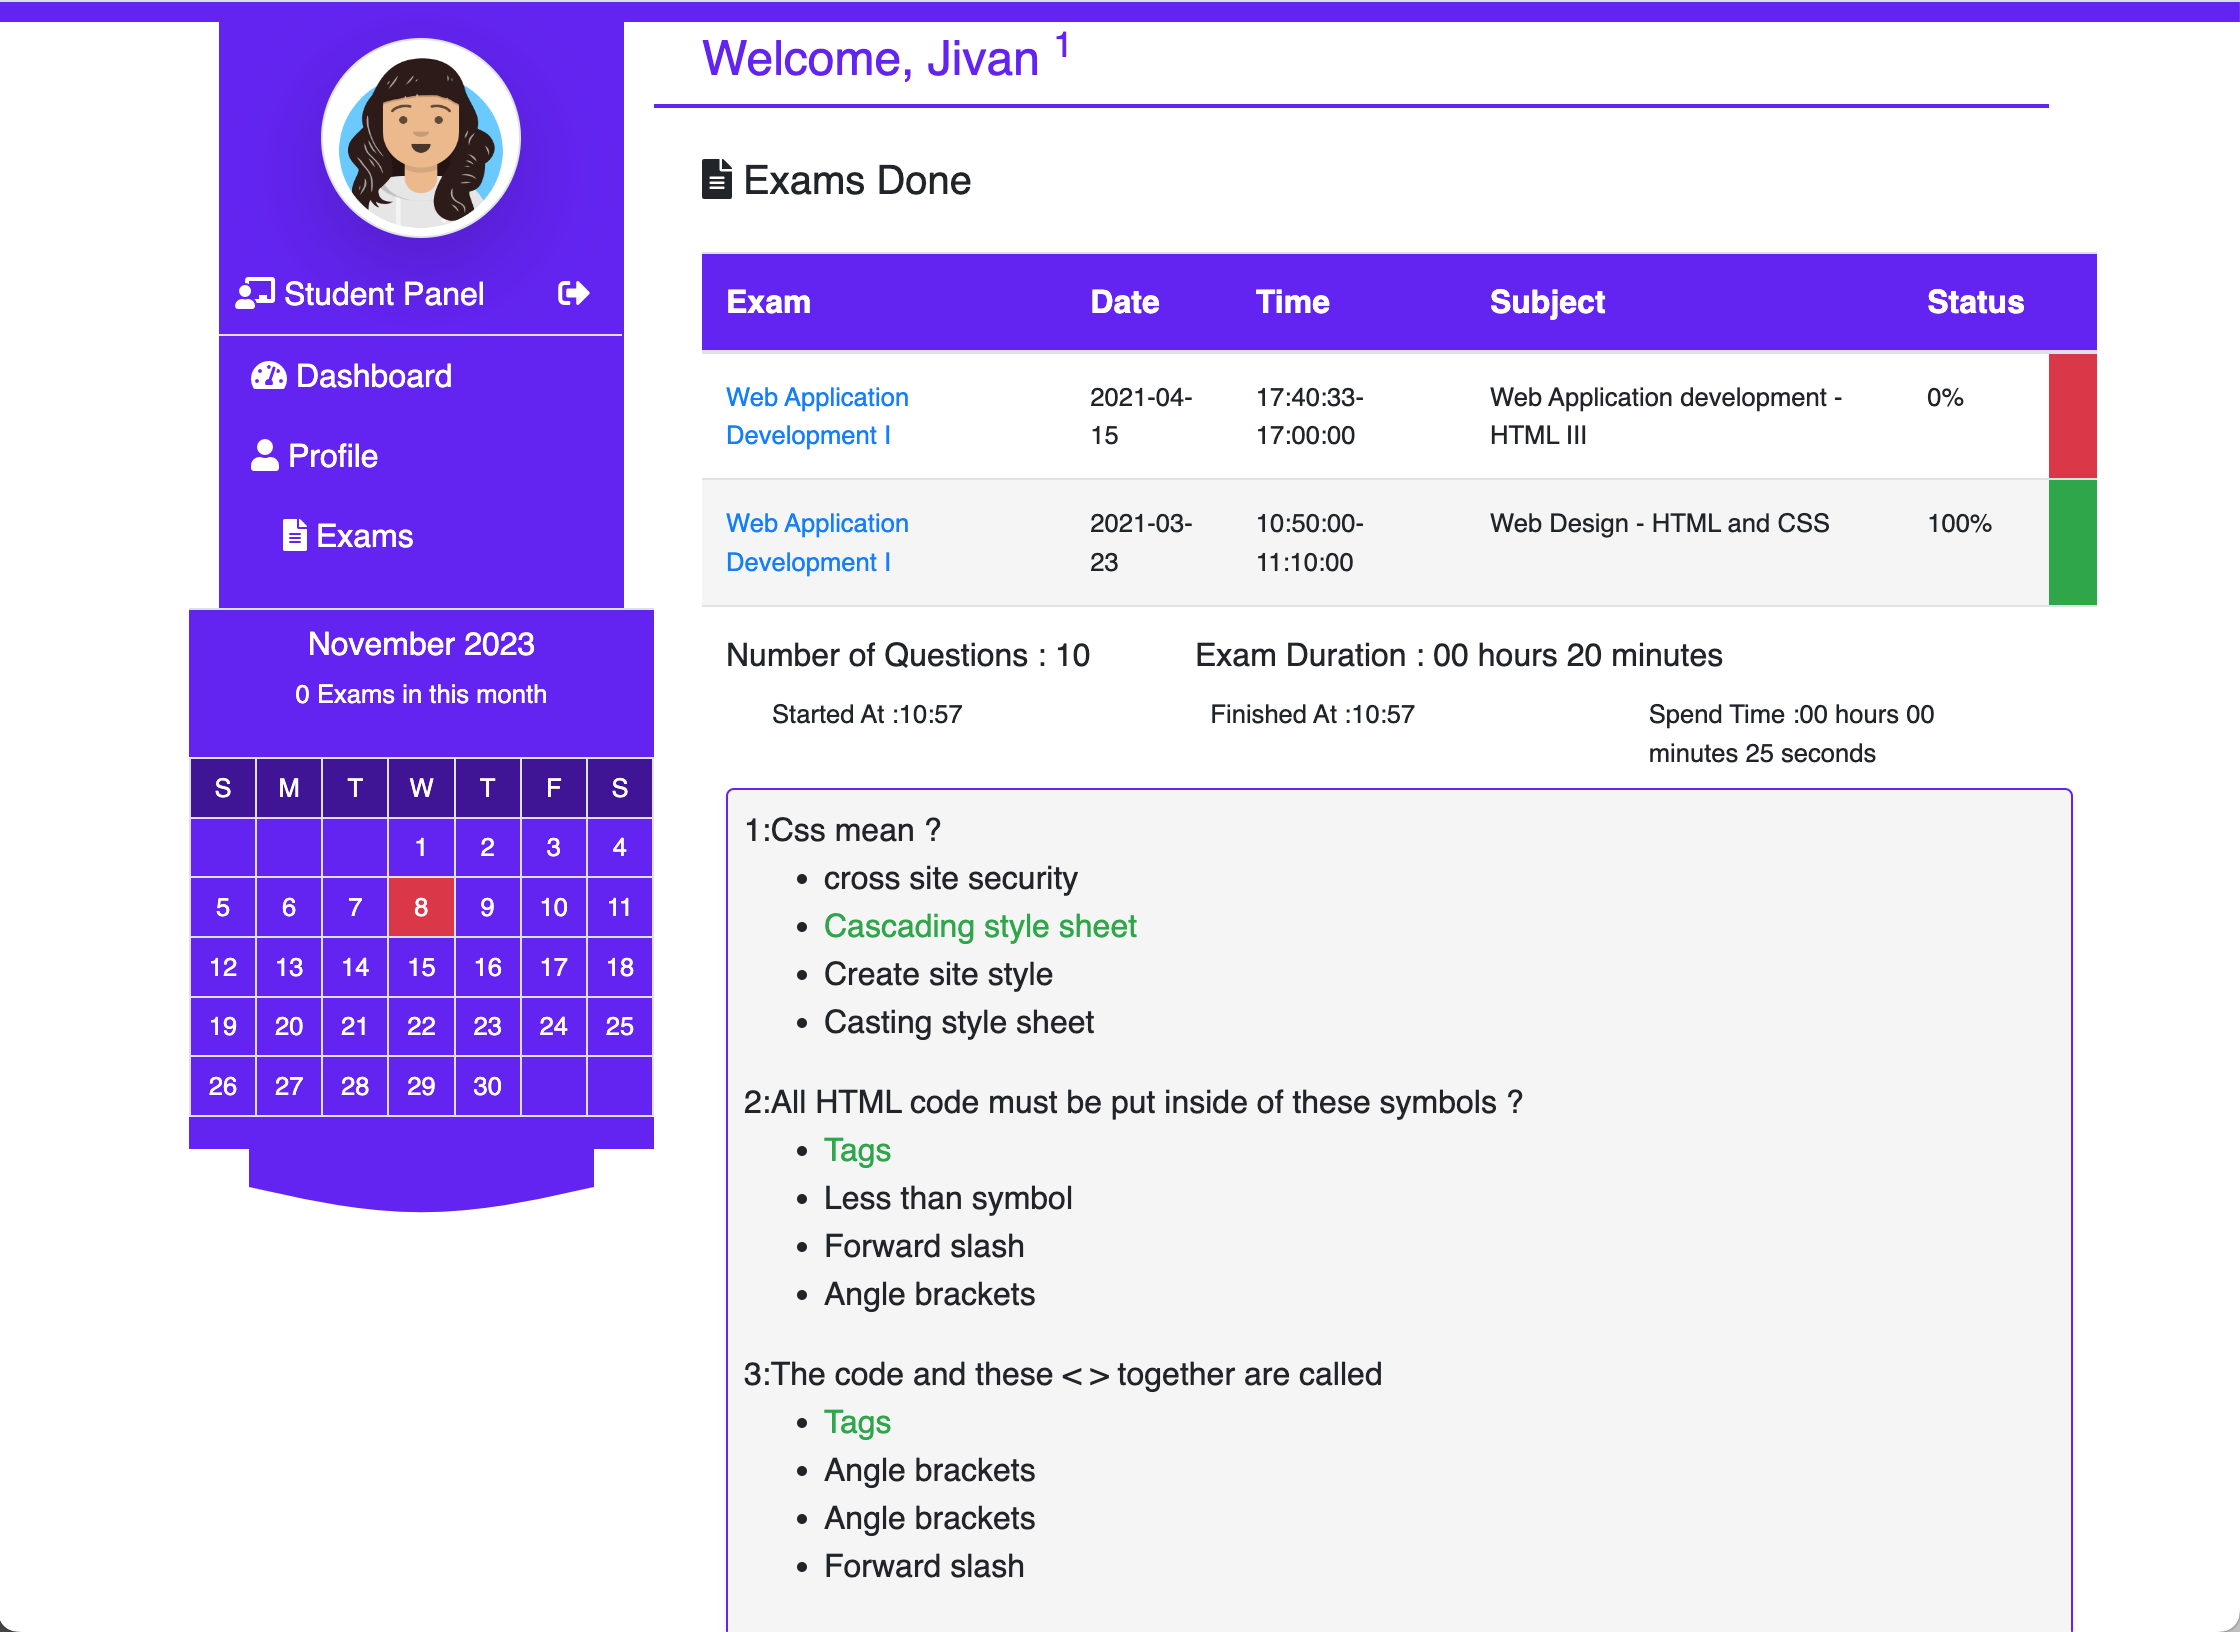 Welcome, Jivan 1
Student Panel
Dashboard
Profile
Exams
November 2023
0 Exams in this month
S M T W T F S
1 2 3 4
5 6 7 8 9 10 11
12 13 14 15 16 17 18
19 20 21 22 23 24 25
26 27 28 29 30
Exams Done
Exam Date Time Subject Status
Web Application 2021-04- 17:40:33- Web Application development - 0%
Development I 15 17:00:00 HTML III
Web Application 2021-03- 10:50:00- Web Design - HTML and CSS 100%
Development I 23 11:10:00
Number of Questions : 10 Exam Duration : 00 hours 20 minutes
Started At :10:57 Finished At :10:57 Spend Time :00 hours 00
minutes 25 seconds
1:Css mean ?
• cross site security
• Cascading style sheet
• Create site style
• Casting style sheet
2:All HTML code must be put inside of these symbols ?
• Tags
• Less than symbol
• Forward slash
• Angle brackets
3:The code and these < > together are called
• Tags
• Angle brackets
• Angle brackets
• Forward slash